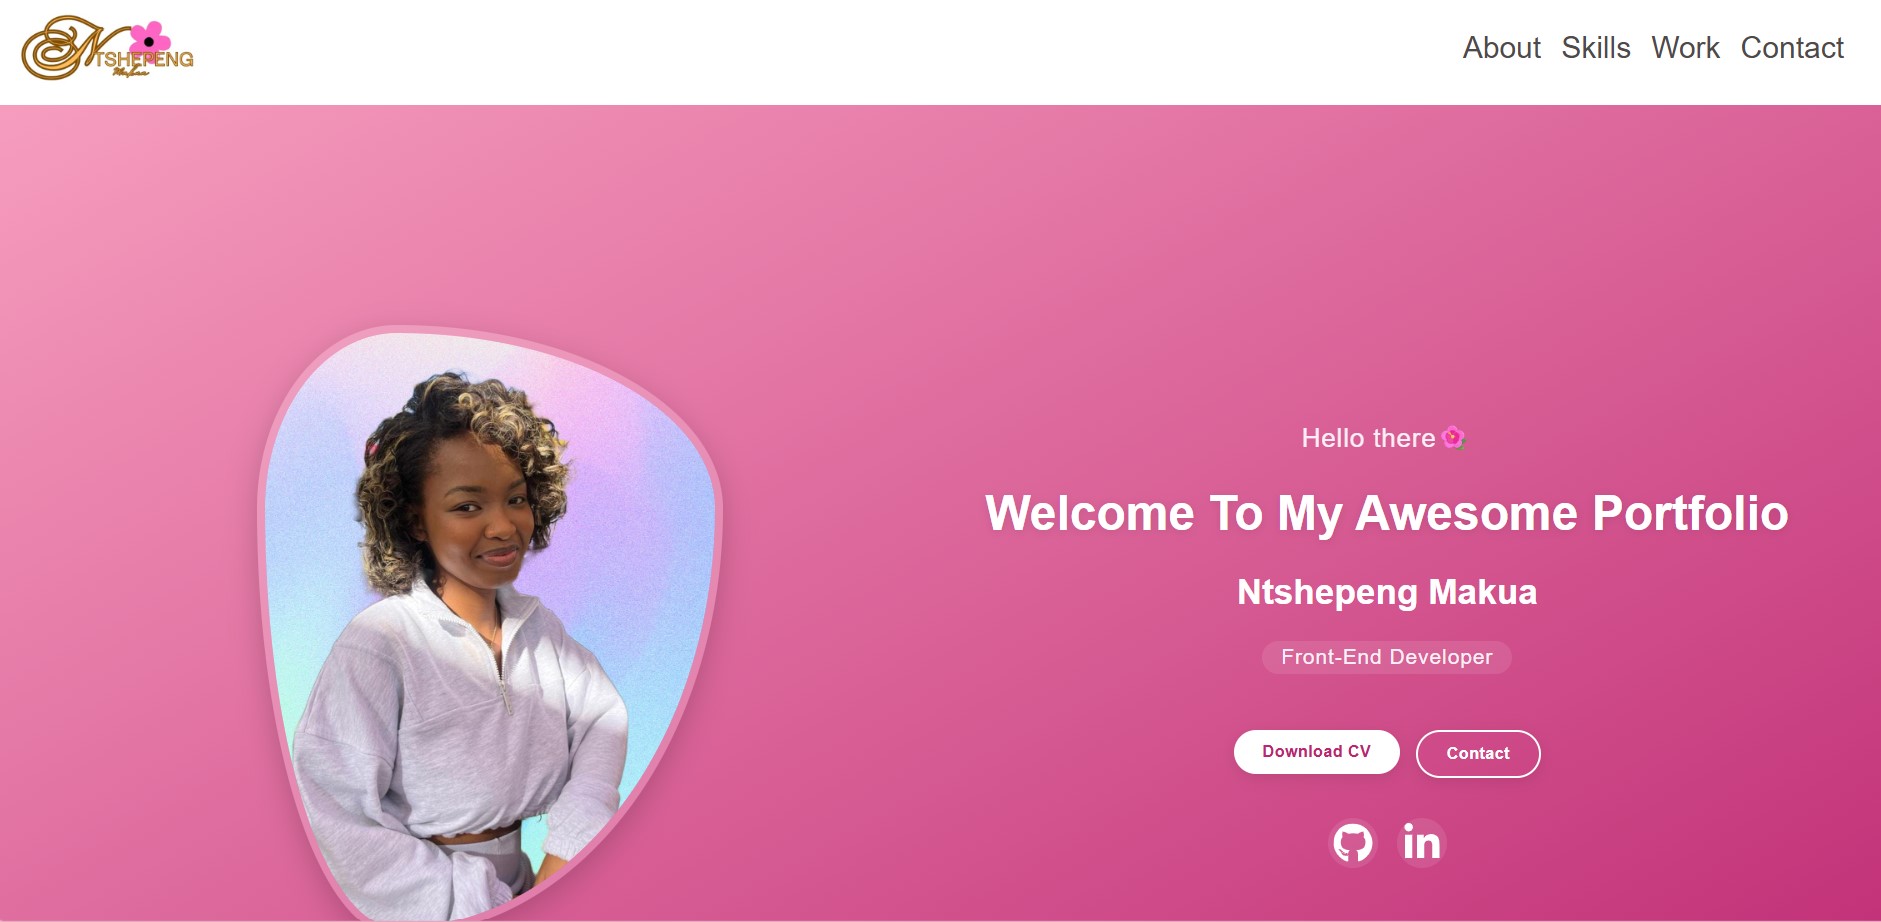 NTSHEPENG
Makua
About Skills Work Contact
Hello there
Welcome To My Awesome Portfolio
Ntshepeng Makua
Front-End Developer
Download CV Contact
in